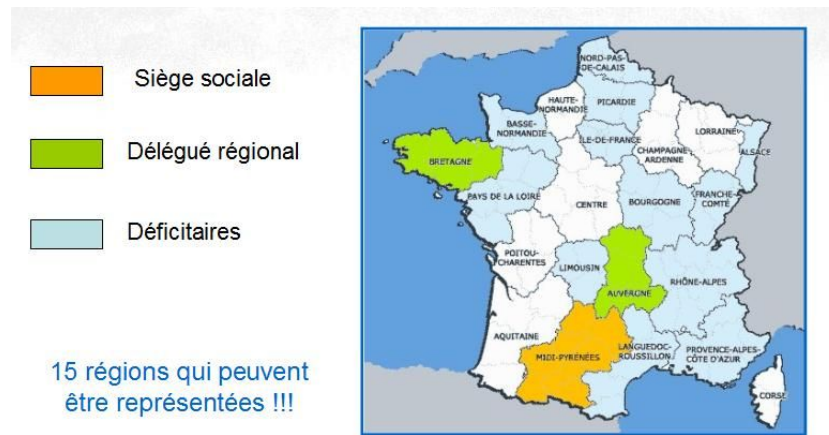 Siège sociale
Délégué régional
Déficitaires
15 régions qui peuvent
être représentées !!!
NORD-PAS-
DE-CALAIS
HAUTE-
NORMANDIE
PICARDIE
BASSE-
NORMANDIE
ILE-DE-FRANCE
CHAMPAGNE-
ARDENNE
LORRAINE
ALSACE
BRETAGNE
PAYS DE LA LOIRE
CENTRE
BOURGOGNE
FRANCHE-
COMTÉ
POITOU-
CHARENTES
LIMOUSIN
AUVERGNE
RHÔNE-ALPES
AQUITAINE
MIDI-PYRÉNÉES
LANGUEDOC-
ROUSSILLON
PROVENCE-ALPES-
CÔTE D'AZUR
CORSE